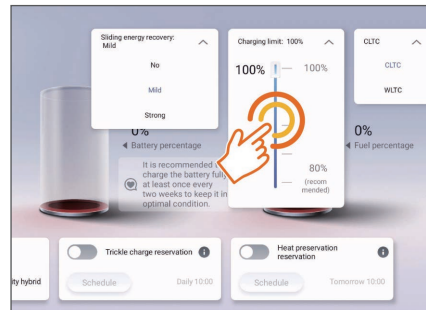 Sliding energy recovery:
Mild
No
Mild
Strong
Charging limit: 100%
100%
100%
80%
(recom
mended)
CLTC
CLTC
WLTC
0%
Battery percentage
It is recommended
charge the battery fully
at least once every
two weeks to keep it in
optimal condition.
0%
Fuel percentage
ity hybrid
Trickle charge reservation
Schedule
Daily 10:00
Heat preservation
reservation
Schedule
Tomorrow 10:00